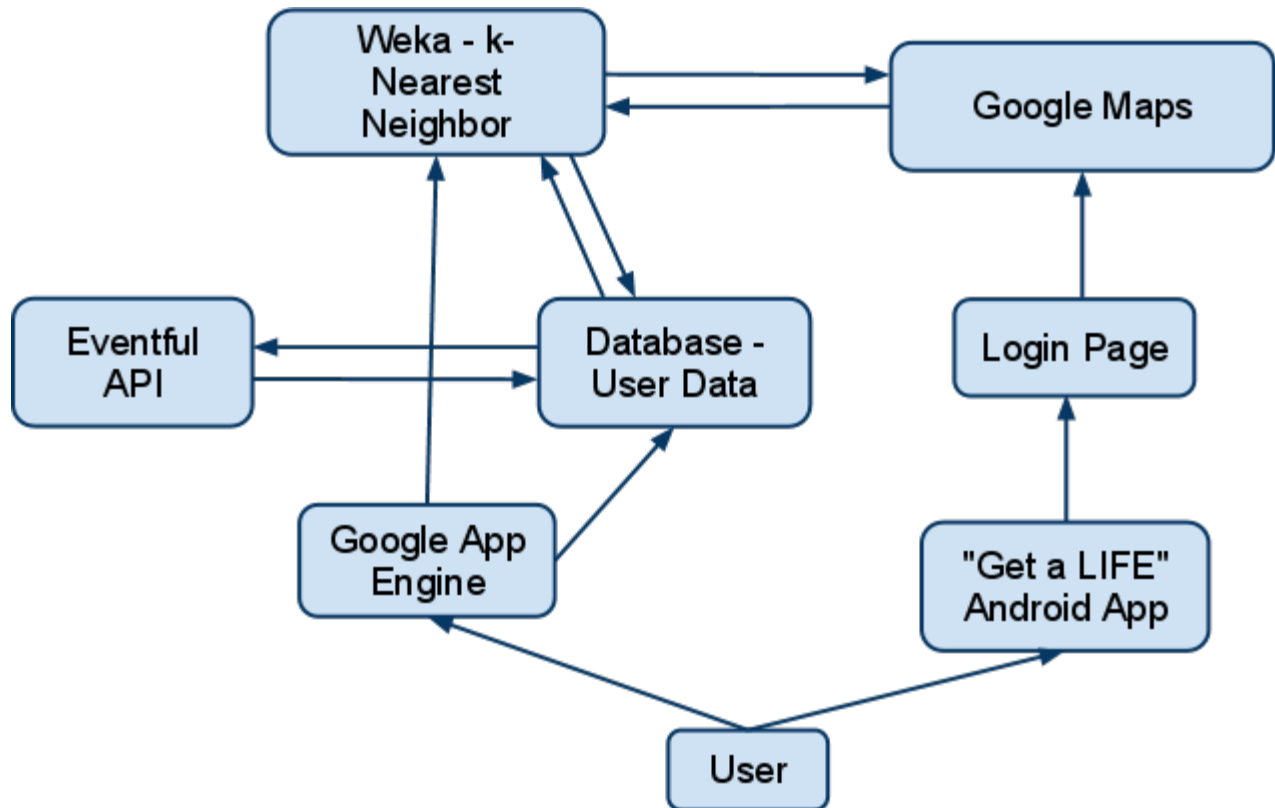 Weka - k-
Nearest
Neighbor
Google Maps
Eventful
API
Database -
User Data
Login Page
Google App
Engine
"Get a LIFE"
Android App
User